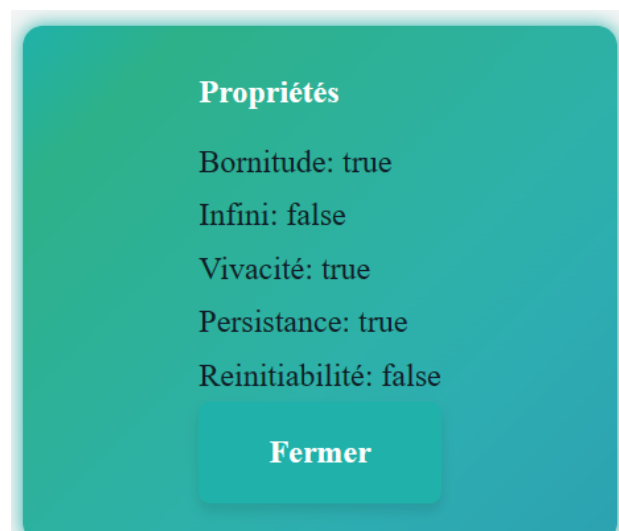 Propriétés
Bornitude: true
Infini: false
Vivacité: true
Persistance: true
Reinitiabilité: false
Fermer